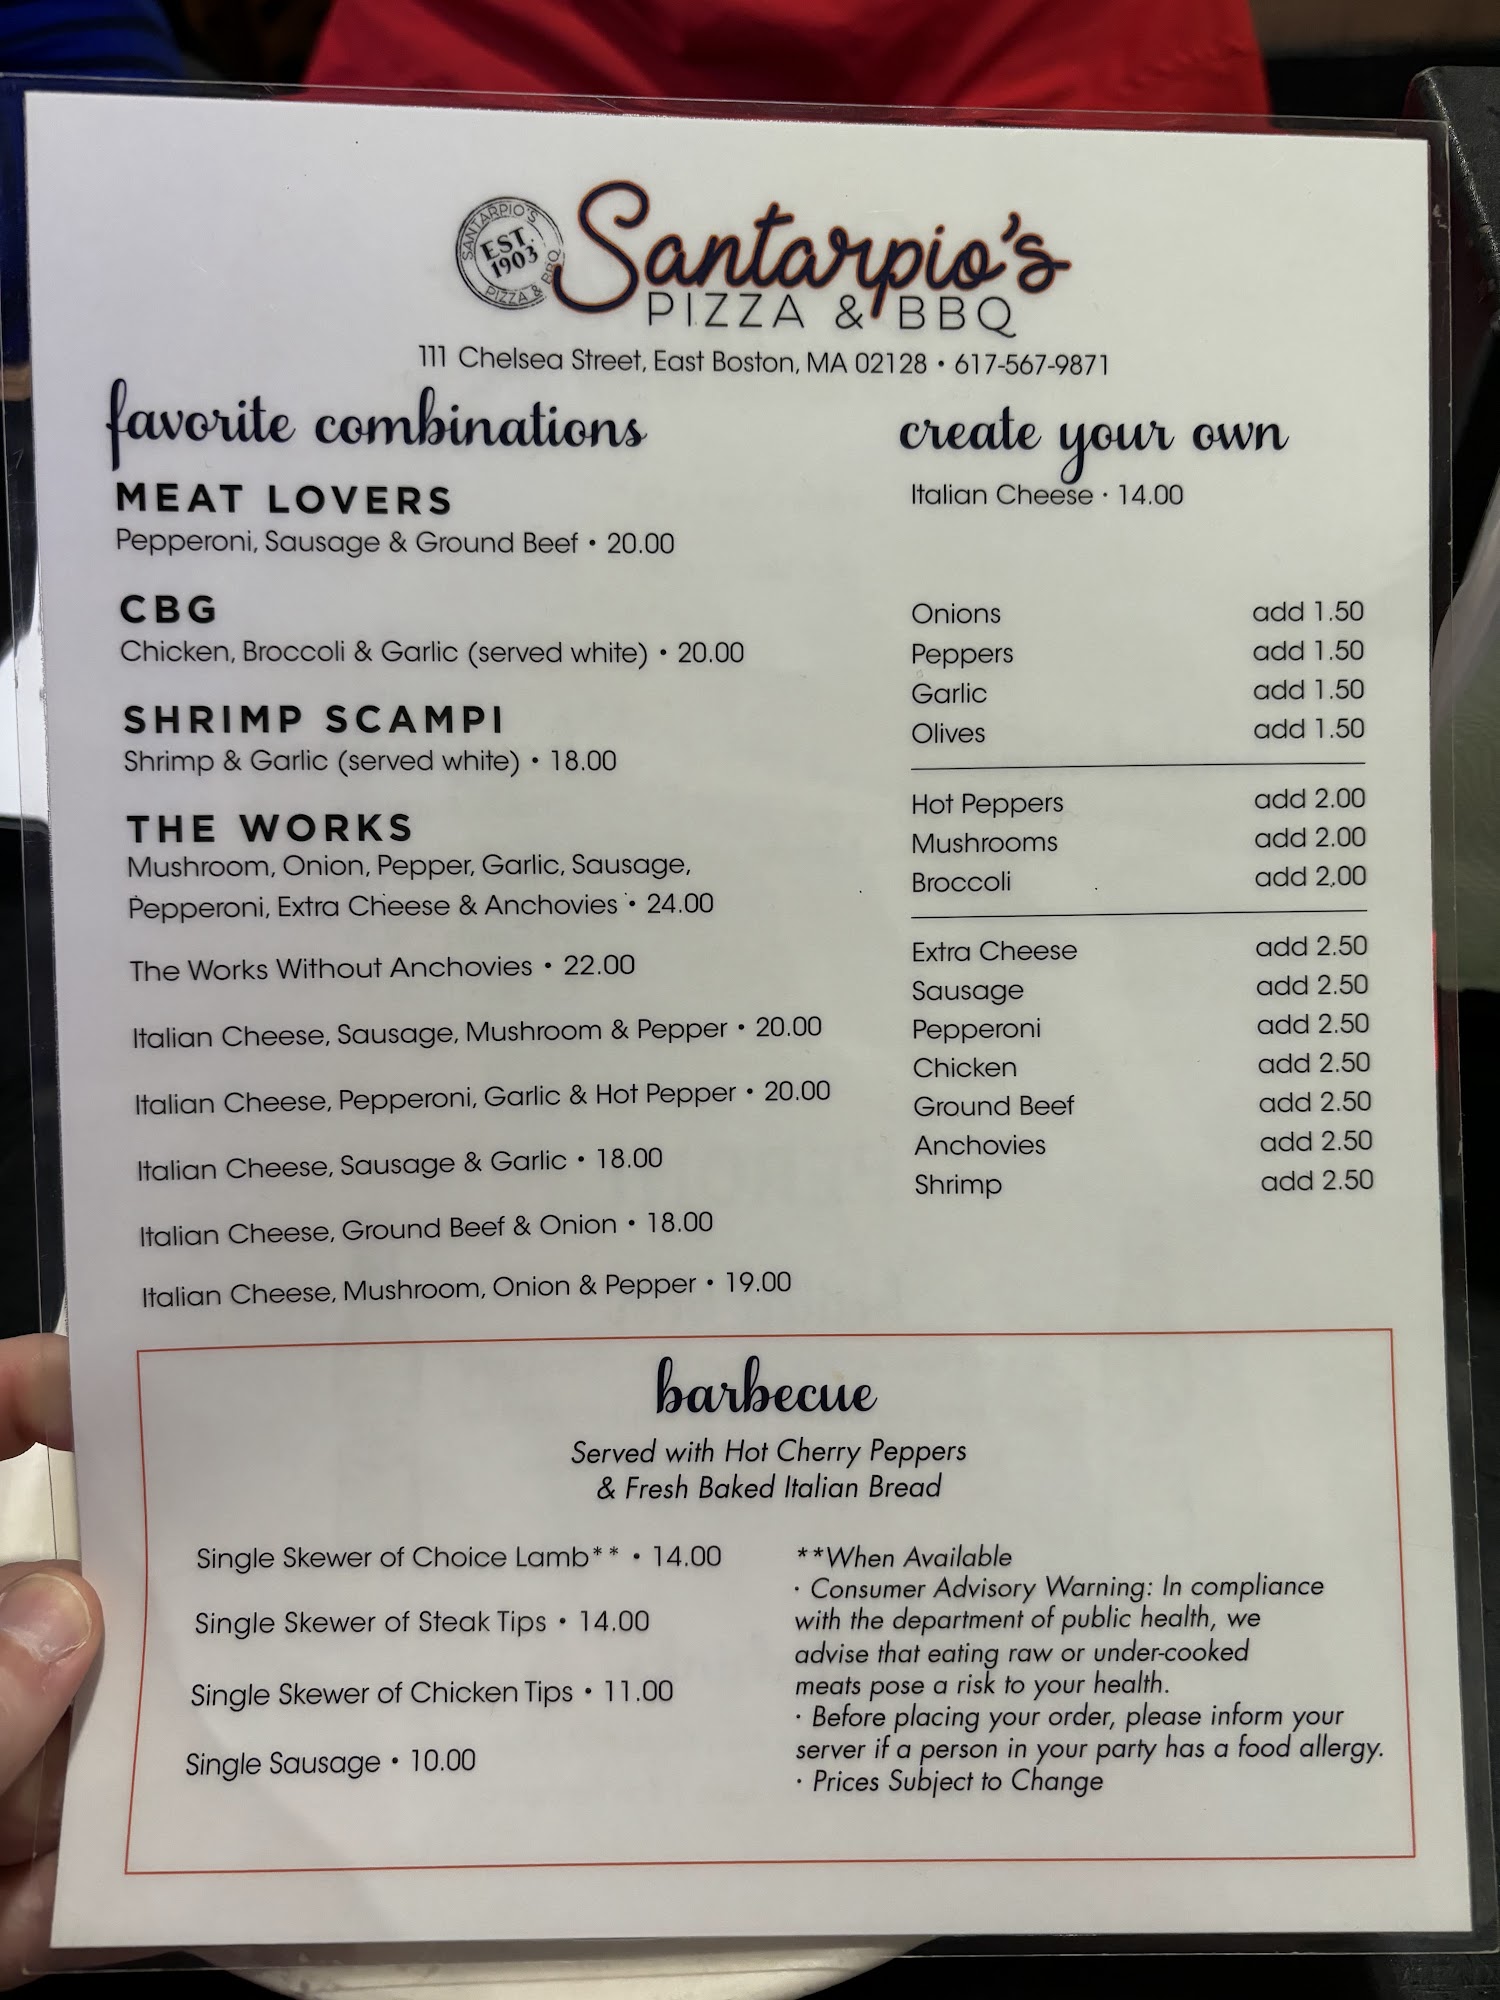 SANTARPIO'S
EST.
1903
PIZZA & BBQ
Santarpio's
PIZZA & BBQ
111 Chelsea Street, East Boston, MA 02128 • 617-567-9871
favorite combinations
MEAT LOVERS
Pepperoni, Sausage & Ground Beef • 20.00
CBG
Chicken, Broccoli & Garlic (served white) • 20.00
SHRIMP SCAMPI
Shrimp & Garlic (served white) • 18.00
THE WORKS
Mushroom, Onion, Pepper, Garlic, Sausage,
Pepperoni, Extra Cheese & Anchovies • 24.00
The Works Without Anchovies • 22.00
Italian Cheese, Sausage, Mushroom & Pepper • 20.00
Italian Cheese, Pepperoni, Garlic & Hot Pepper • 20.00
Italian Cheese, Sausage & Garlic • 18.00
Italian Cheese, Ground Beef & Onion • 18.00
Italian Cheese, Mushroom, Onion & Pepper • 19.00
create your own
Italian Cheese • 14.00
Onions add 1.50
Peppers add 1.50
Garlic add 1.50
Olives add 1.50
Hot Peppers add 2.00
Mushrooms add 2.00
Broccoli add 2.00
Extra Cheese add 2.50
Sausage add 2.50
Pepperoni add 2.50
Chicken add 2.50
Ground Beef add 2.50
Anchovies add 2.50
Shrimp add 2.50
barbecue
Served with Hot Cherry Peppers
& Fresh Baked Italian Bread
Single Skewer of Choice Lamb** • 14.00
Single Skewer of Steak Tips • 14.00
Single Skewer of Chicken Tips • 11.00
Single Sausage • 10.00
**When Available
· Consumer Advisory Warning: In compliance
with the department of public health, we
advise that eating raw or under-cooked
meats pose a risk to your health.
· Before placing your order, please inform your
server if a person in your party has a food allergy.
· Prices Subject to Change